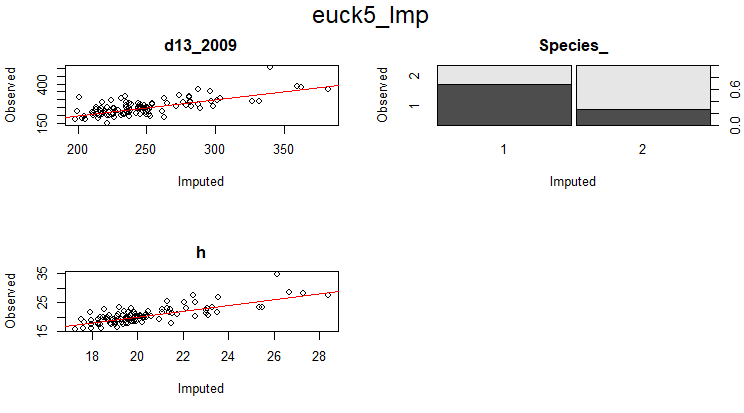 euck5_Imp
d13_2009
Observed
400
150
200
250
300
350
Imputed
Species_
Observed
2
1
0.6
0.0
1
2
Imputed
h
Observed
35
25
15
18
20
22
24
26
28
Imputed